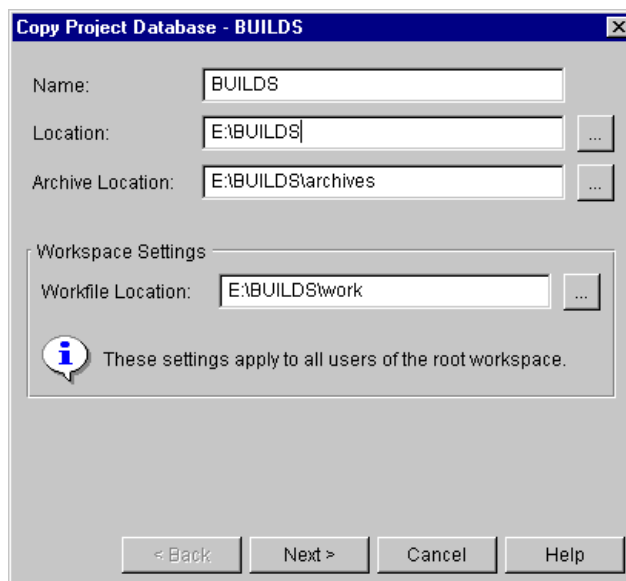 Copy Project Database - BUILDS
Name: BUILDS
Location: E:\BUILDS ...
Archive Location: E:\BUILDS\archives ...
Workspace Settings
Workfile Location: E:\BUILDS\work ...
These settings apply to all users of the root workspace.
< Back Next > Cancel Help